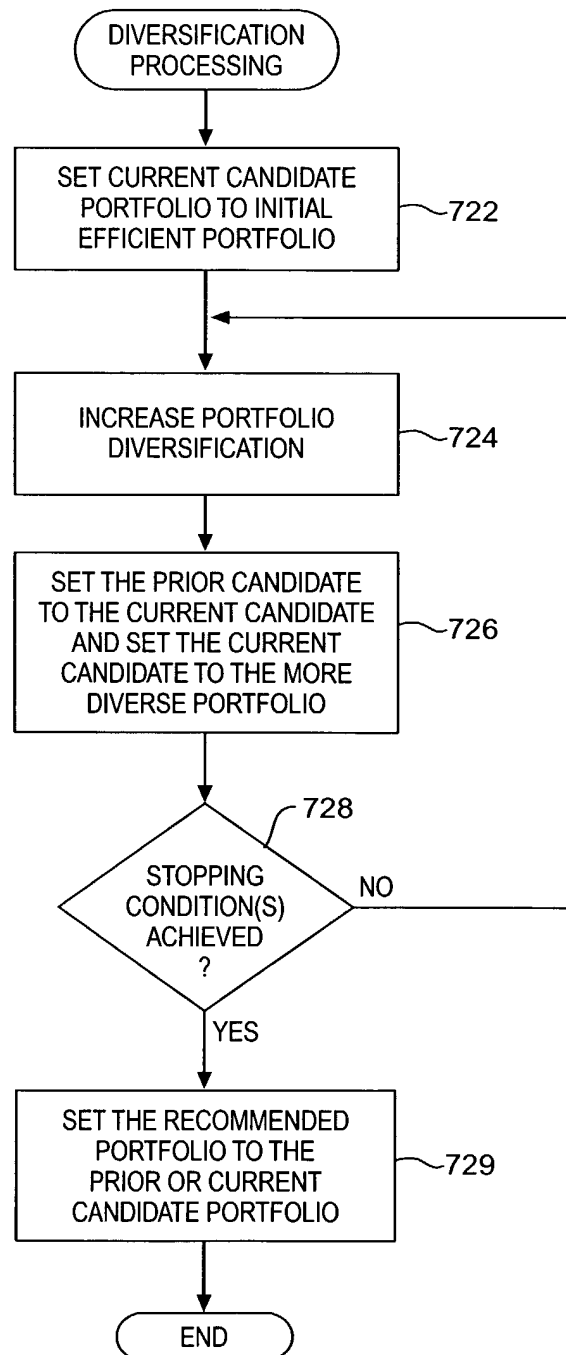 DIVERSIFICATION
PROCESSING
SET CURRENT CANDIDATE
PORTFOLIO TO INITIAL
EFFICIENT PORTFOLIO
722
INCREASE PORTFOLIO
DIVERSIFICATION
724
SET THE PRIOR CANDIDATE
TO THE CURRENT CANDIDATE
AND SET THE CURRENT
CANDIDATE TO THE MORE
DIVERSE PORTFOLIO
726
728
STOPPING
CONDITION(S)
ACHIEVED
?
NO
YES
SET THE RECOMMENDED
PORTFOLIO TO THE
PRIOR OR CURRENT
CANDIDATE PORTFOLIO
729
END